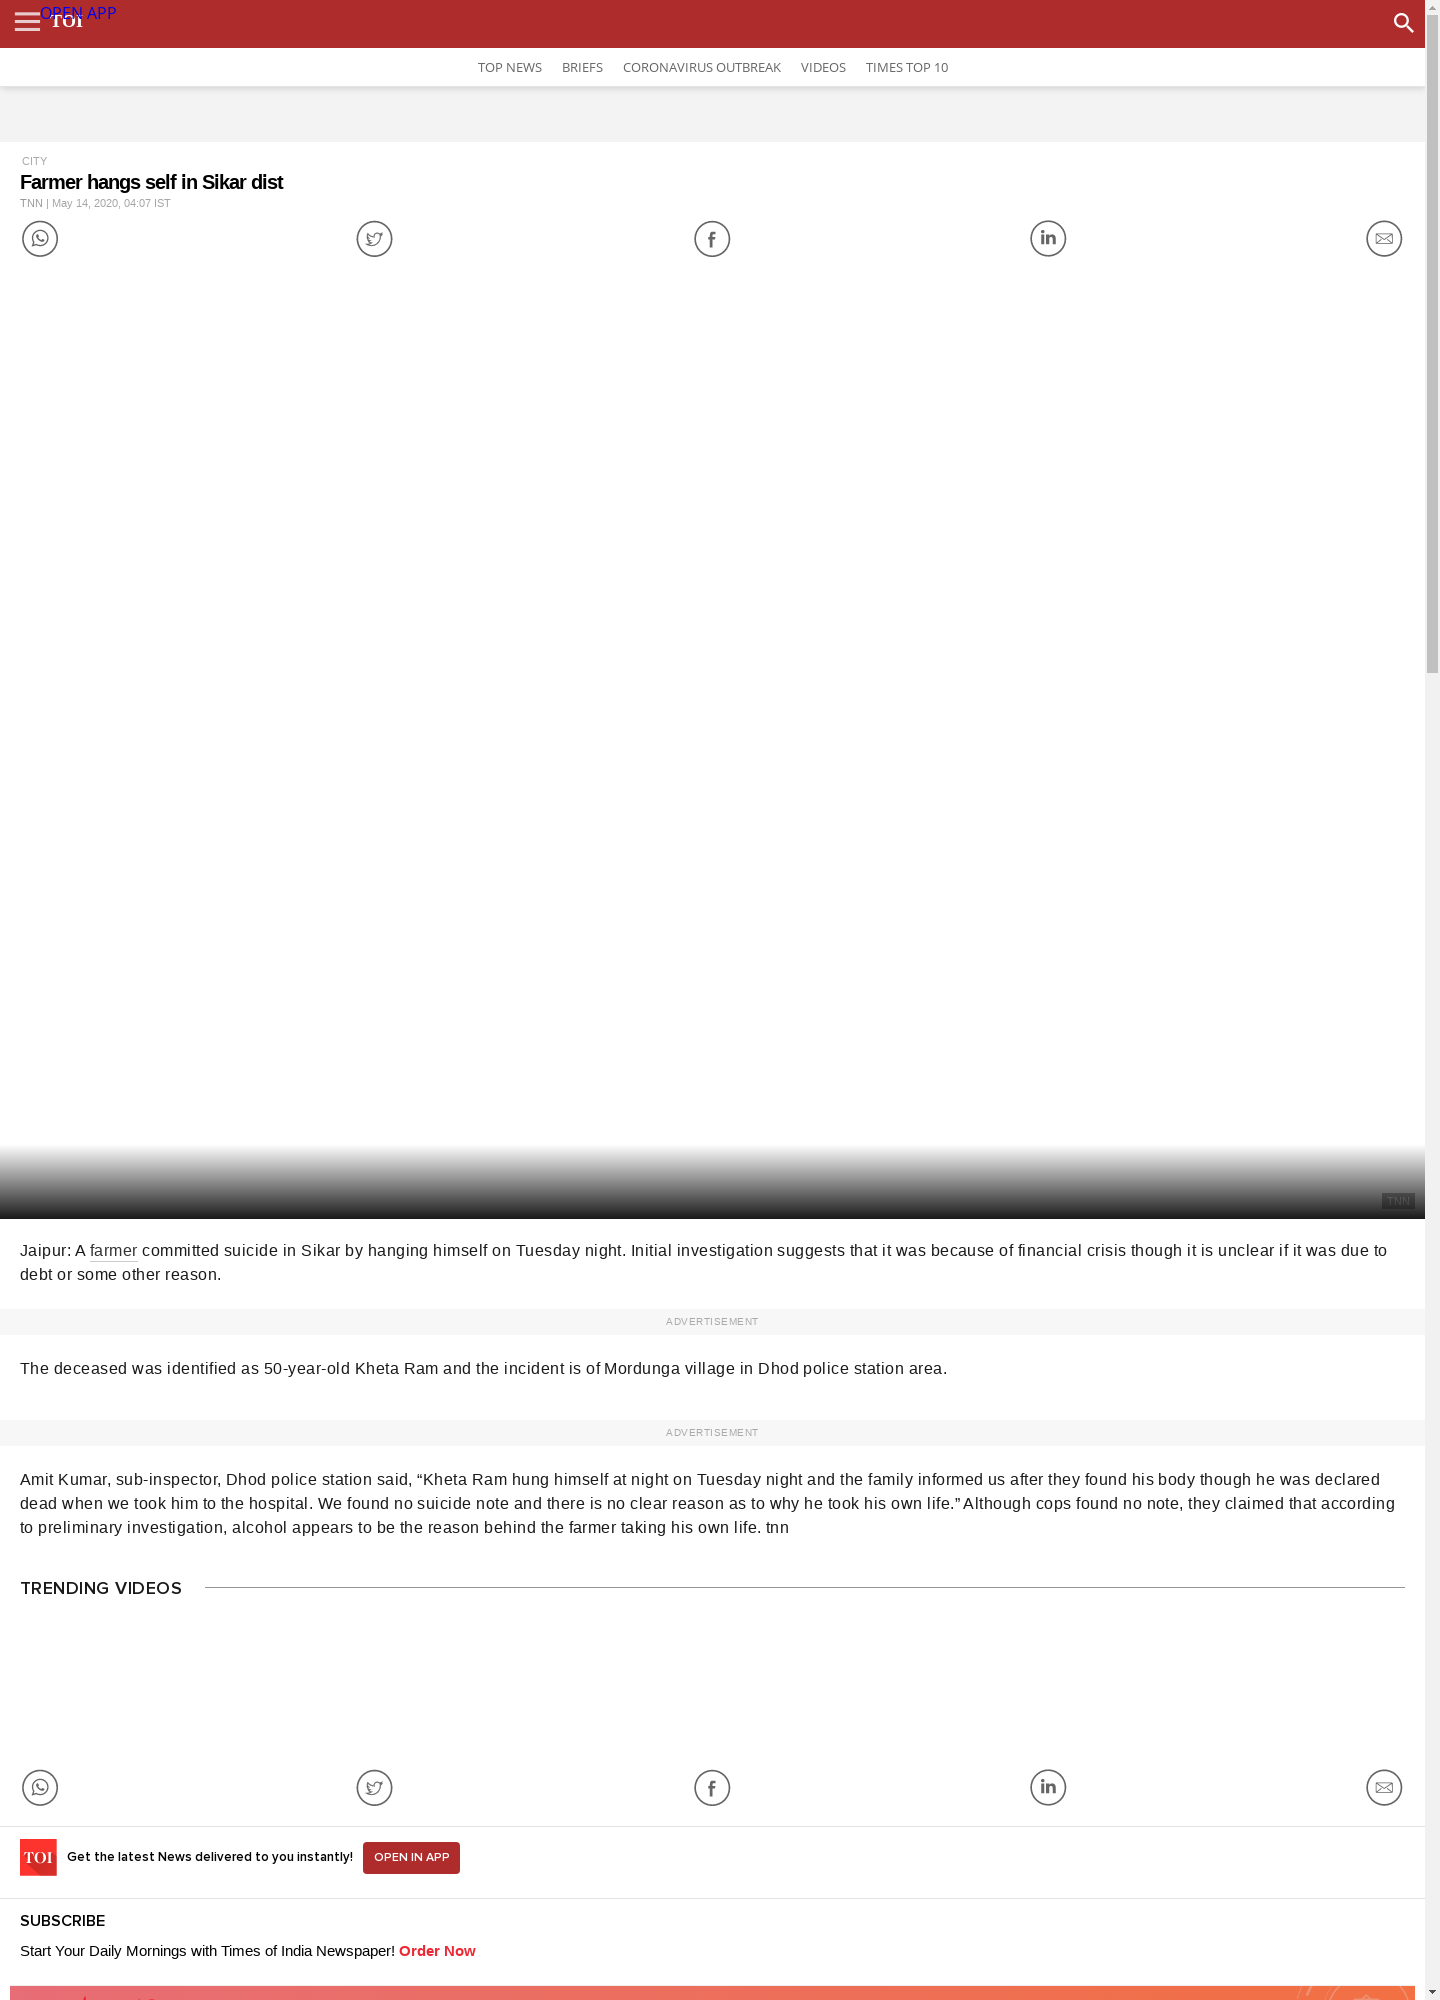 OPEN APP
TOI
TOP NEWS BRIEFS CORONAVIRUS OUTBREAK VIDEOS TIMES TOP 10
CITY
Farmer hangs self in Sikar dist
TNN | May 14, 2020, 04:07 IST
TNN
Jaipur: A farmer committed suicide in Sikar by hanging himself on Tuesday night. Initial investigation suggests that it was because of financial crisis though it is unclear if it was due to
debt or some other reason.
ADVERTISEMENT
The deceased was identified as 50-year-old Kheta Ram and the incident is of Mordunga village in Dhod police station area.
ADVERTISEMENT
Amit Kumar, sub-inspector, Dhod police station said, “Kheta Ram hung himself at night on Tuesday night and the family informed us after they found his body though he was declared
dead when we took him to the hospital. We found no suicide note and there is no clear reason as to why he took his own life.” Although cops found no note, they claimed that according
to preliminary investigation, alcohol appears to be the reason behind the farmer taking his own life. tnn
TRENDING VIDEOS
TOI Get the latest News delivered to you instantly! OPEN IN APP
SUBSCRIBE
Start Your Daily Mornings with Times of India Newspaper! Order Now